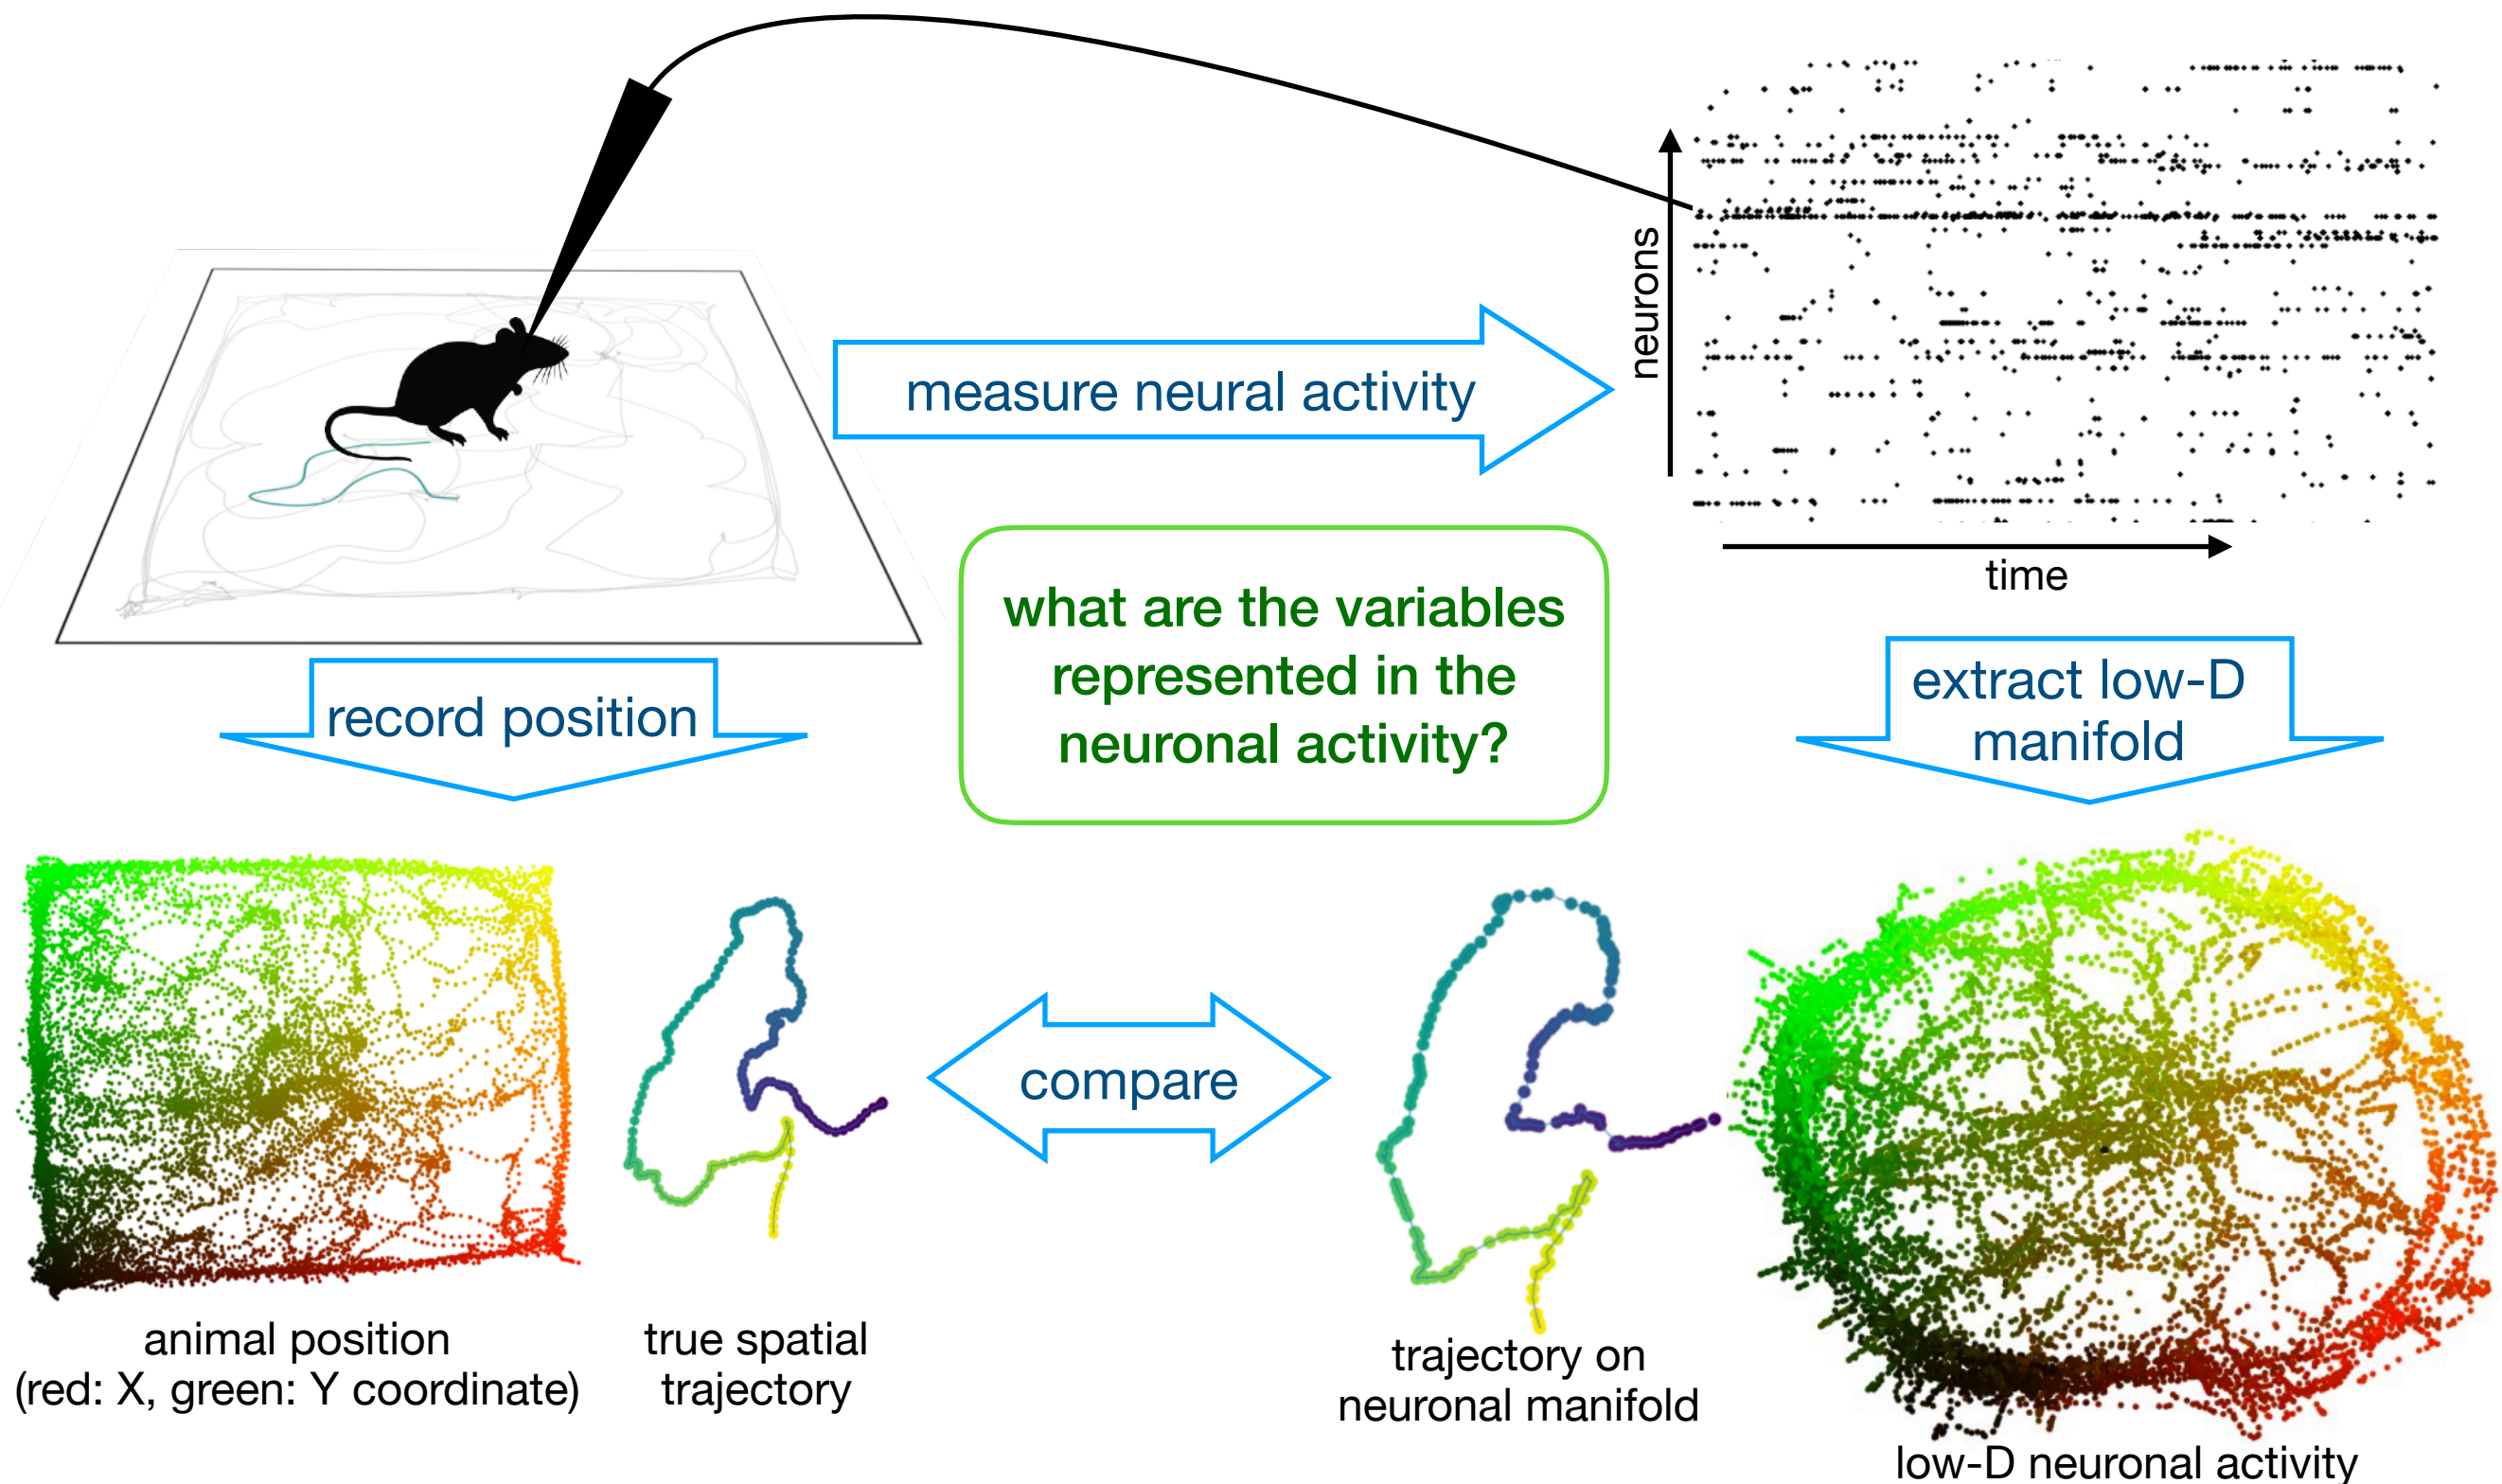 neurons
measure neural activity
time
what are the variables
represented in the
neuronal activity?
record position
extract low-D
manifold
compare
animal position
(red: X, green: Y coordinate)
true spatial
trajectory
trajectory on
neuronal manifold
low-D neuronal activity